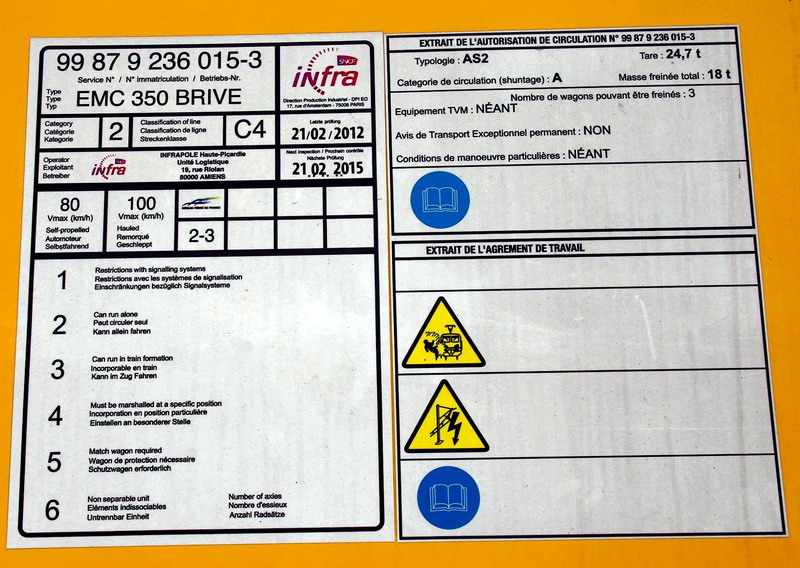 99 87 9 236 015-3
Service N° / N° immatriculation / Betriebs-Nr.
Type
Type
Typ
EMC 350 BRIVE
SNCF
infra
Direction Production Industriel - DPI EO
17, rue d'Amsterdam - 75008 PARIS
Category
Catégorie
Kategorie
2
Classification of line
Classification de ligne
Streckenklasse
C4
Letzte prüfung
21/02/2012
Operator
Exploitant
Betreiber
infra
INFRAPOLE Haute-Picardie
Unité Logistique
19, rue Riolan
80000 AMIENS
Next inspection / Prochain contrôle
Nächste Prüfung
21.02.2015
80
Vmax (km/h)
Self-propelled
Automoteur
Selbstfahrend
100
Vmax (km/h)
Hauled
Remorqué
Geschleppt
RESEAU FERRE DE FRANCE
2-3
1
Restrictions with signalling systems
Restrictions avec les systèmes de signalisation
Einschränkungen bezüglich Signalsysteme
2
Can run alone
Peut circuler seul
Kann allein fahren
3
Can run in train formation
Incorporable en train
Kann im Zug Fahren
4
Must be marshalled at a specific position
Incorporation en position particulière
Einstellen an besonderer Stelle
5
Match wagon required
Wagon de protection nécessaire
Schutzwagen erforderlich
6
Non separable unit
Eléments indissociables
Untrennbar Einheit
Number of axies
Nombre d'essieux
Anzahl Radsätze
EXTRAIT DE L'AUTORISATION DE CIRCULATION N° 99 87 9 236 015-3
Typologie : AS2 Tare : 24,7 t
Categorie de circulation (shuntage) : A Masse freinée total : 18 t
Nombre de wagons pouvant être freinés : 3
Equipement TVM : NÉANT
Avis de Transport Exceptionnel permanent : NON
Conditions de manoeuvre particulières : NÉANT
EXTRAIT DE L'AGREMENT DE TRAVAIL